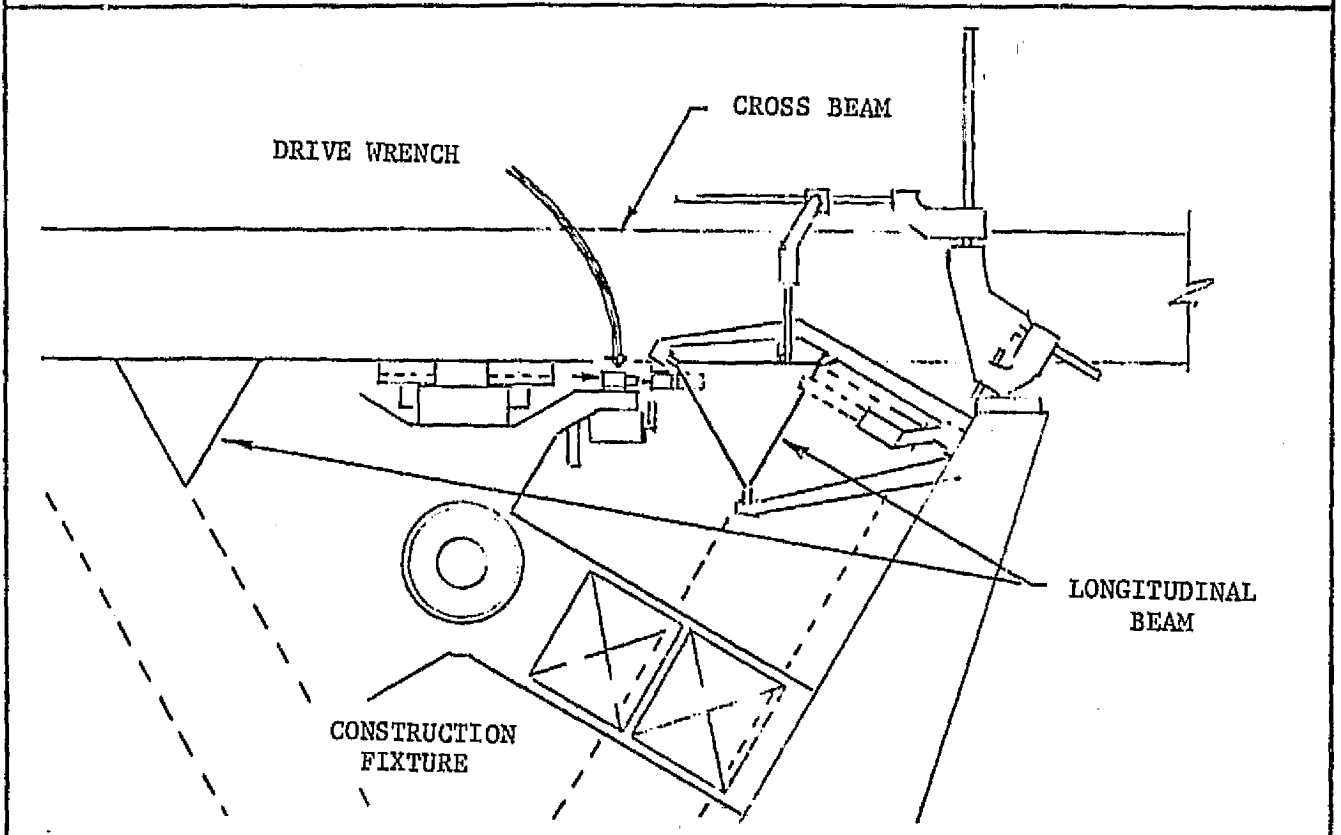 CROSS BEAM
DRIVE WRENCH
LONGITUDINAL
BEAM
CONSTRUCTION
FIXTURE